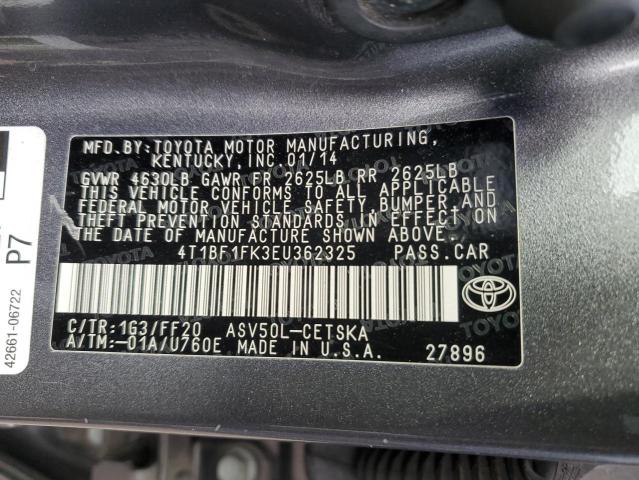 MFD.BY:TOYOTA MOTOR MANUFACTURING,
KENTUCKY, INC. 01/14
GVWR 4630LB GAWR FR 2625LB RR 2625LB
THIS VEHICLE CONFORMS TO ALL APPLICABLE
FEDERAL MOTOR VEHICLE SAFETY, BUMPER, AND
THEFT PREVENTION STANDARDS IN EFFECT ON
THE DATE OF MANUFACTURE SHOWN ABOVE.
4T1BF1FK3EU362325 PASS.CAR
C/TR:1G3/FF20 ASV50L-CETSKA
A/TM:-01A/U760E MADE IN U.S.A. 27896
TOYOTA
P7
42661-06722